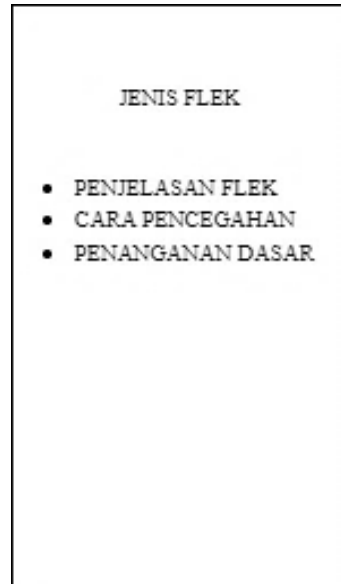 JENIS FLEK
• PENJELASAN FLEK
• CARA PENCEGAHAN
• PENANGANAN DASAR